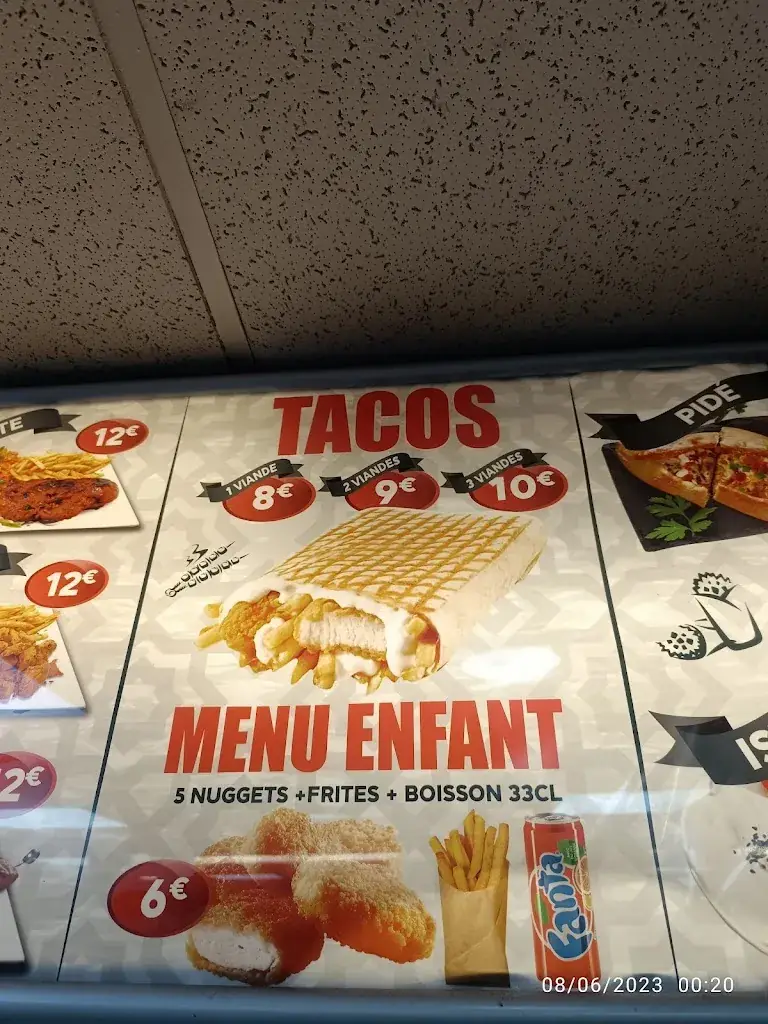 TE
12€
12€
2€
TACOS
1 VIANDE
8€
2 VIANDES
9€
3 VIANDES
10€
MENU ENFANT
5 NUGGETS +FRITES + BOISSON 33CL
6€
Fanta
PIDÉ
IS
08/06/2023 00:20